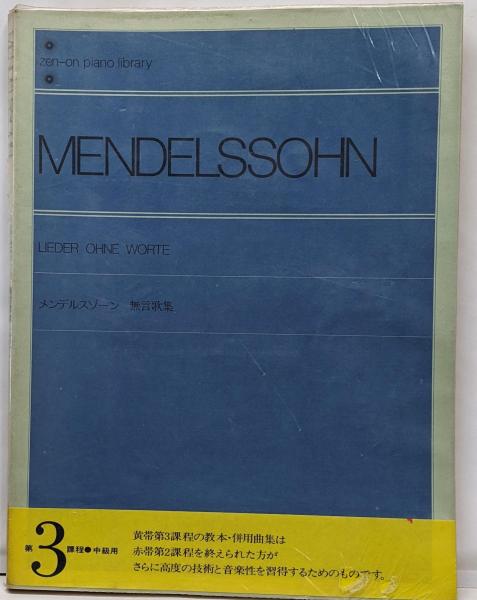 zen-on piano library
MENDELSSOHN
LIEDER OHNE WORTE
メンデルスゾーン 無言歌集
第3課程●中級用
黄帯第3課程の教本・併用曲集は
赤帯第2課程を終えられた方が
さらに高度の技術と音楽性を習得するためのものです。